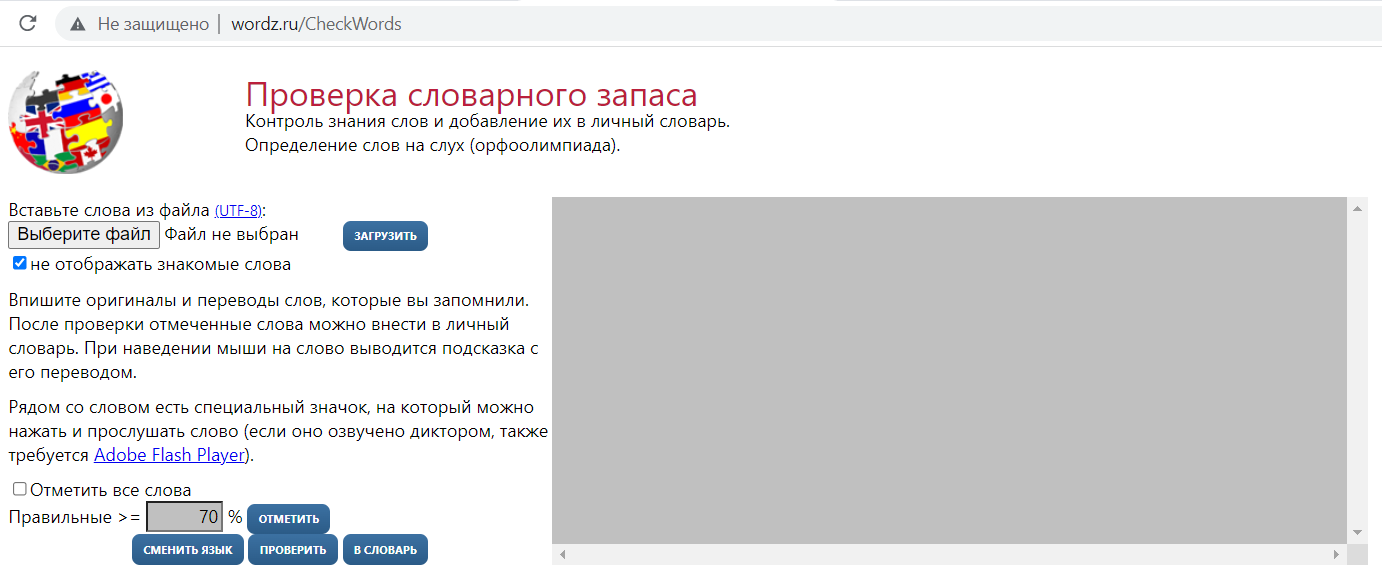 Не защищено | wordz.ru/CheckWords
Проверка словарного запаса
Контроль знания слов и добавление их в личный словарь.
Определение слов на слух (орфоолимпиада).
Вставьте слова из файла (UTF-8):
Выберите файл Файл не выбран ЗАГРУЗИТЬ
не отображать знакомые слова
Впишите оригиналы и переводы слов, которые вы запомнили.
После проверки отмеченные слова можно внести в личный
словарь. При наведении мыши на слово выводится подсказка с
его переводом.
Рядом со словом есть специальный значок, на который можно
нажать и прослушать слово (если оно озвучено диктором, также
требуется Adobe Flash Player).
Отметить все слова
Правильные >= 70 % ОТМЕТИТЬ
СМЕНИТЬ ЯЗЫК ПРОВЕРИТЬ В СЛОВАРЬ